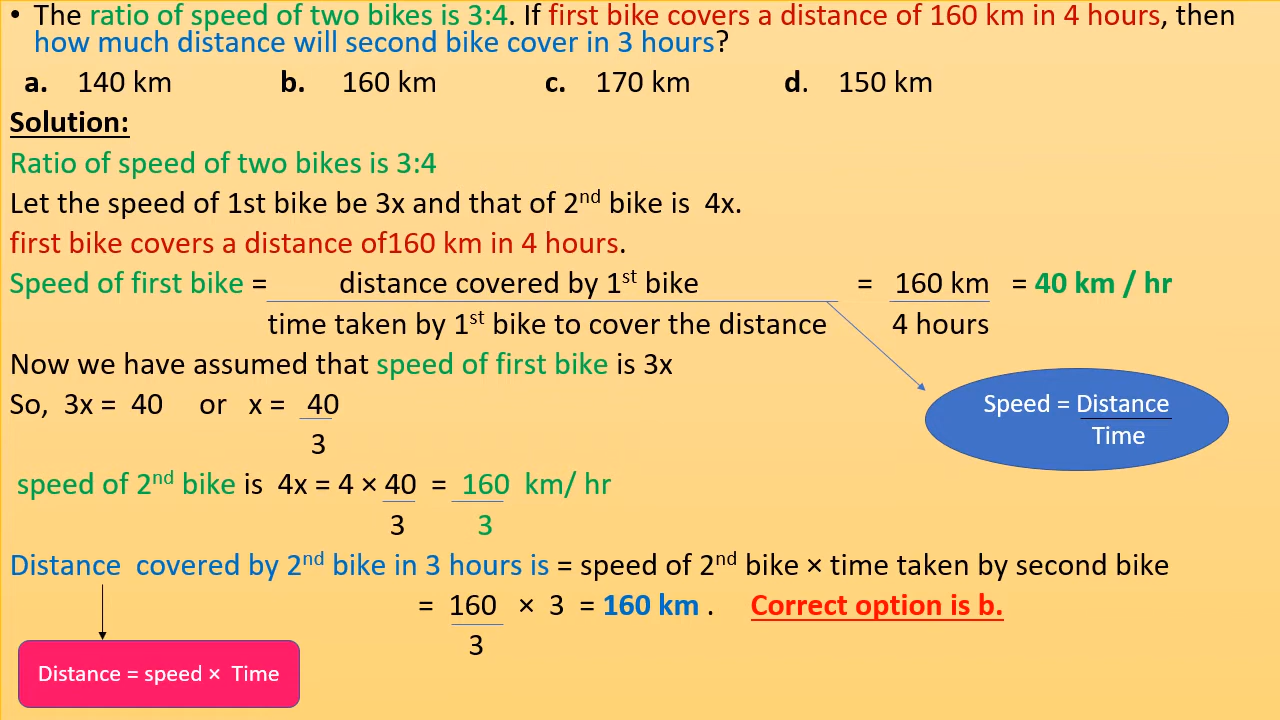 • The ratio of speed of two bikes is 3:4. If first bike covers a distance of 160 km in 4 hours, then
how much distance will second bike cover in 3 hours?
a. 140 km b. 160 km c. 170 km d. 150 km
Solution:
Ratio of speed of two bikes is 3:4
Let the speed of 1st bike be 3x and that of 2nd bike is 4x.
first bike covers a distance of160 km in 4 hours.
Speed of first bike = distance covered by 1st bike = 160 km = 40 km / hr
time taken by 1st bike to cover the distance 4 hours
Now we have assumed that speed of first bike is 3x
So, 3x = 40 or x = 40
3
Speed = Distance
Time
speed of 2nd bike is 4x = 4 × 40 = 160 km/ hr
3 3
Distance covered by 2nd bike in 3 hours is = speed of 2nd bike × time taken by second bike
= 160 × 3 = 160 km . Correct option is b.
3
Distance = speed × Time